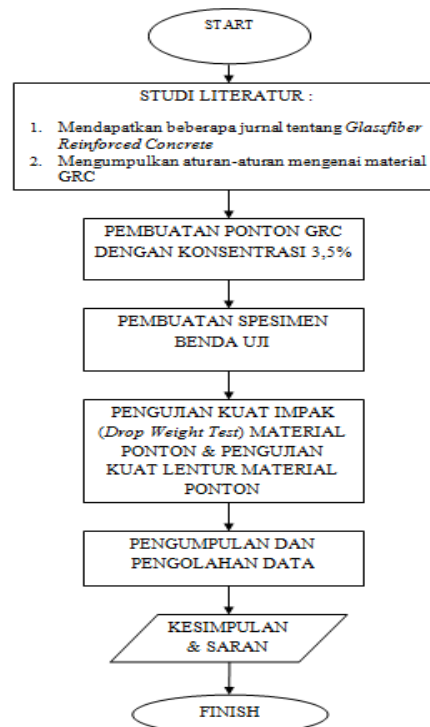 START
STUDI LITERATUR :
1. Mendapatkan beberapa jurnal tentang Glassfiber
Reinforced Concrete
2. Mengumpulkan aturan-aturan mengenai material
GRC
PEMBUATAN PONTON GRC
DENGAN KONSENTRASI 3,5%
PEMBUATAN SPESIMEN
BENDA UJI
PENGUJIAN KUAT IMPAK
(Drop Weight Test) MATERIAL
PONTON & PENGUJIAN
KUAT LENTUR MATERIAL
PONTON
PENGUMPULAN DAN
PENGOLAHAN DATA
KESIMPULAN
& SARAN
FINISH